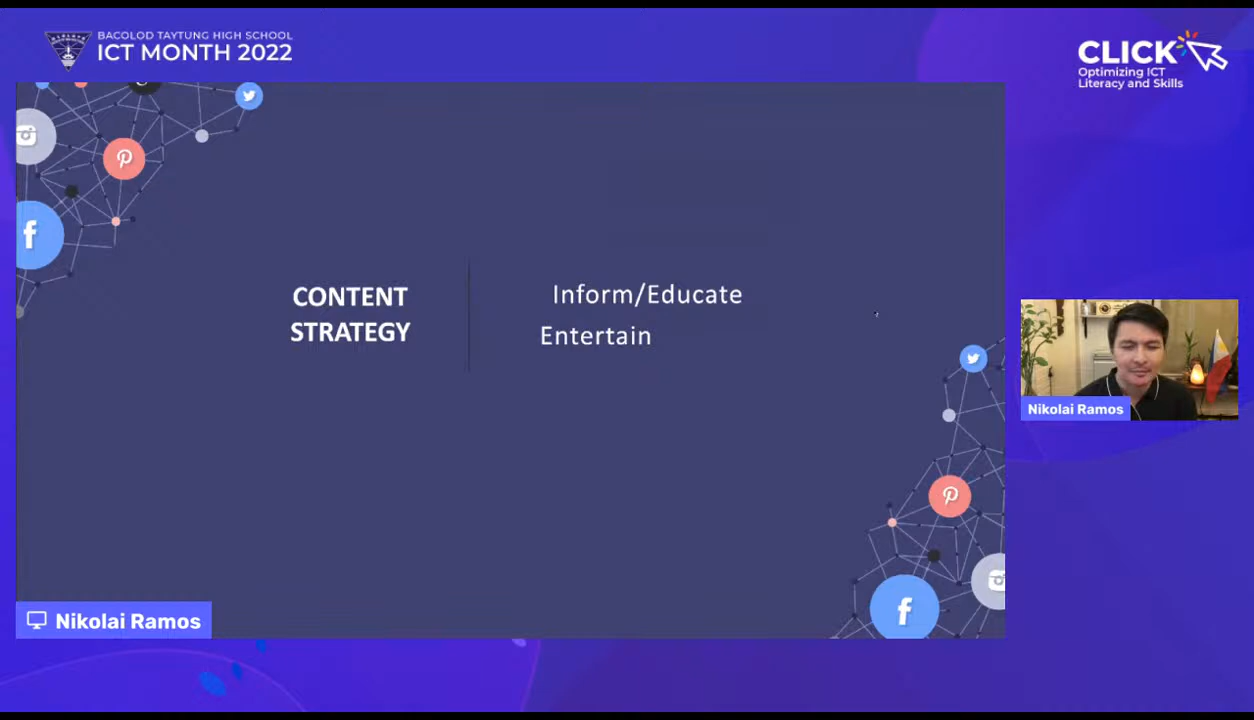 BACOLOD TAYTUNG HIGH SCHOOL
ICT MONTH 2022
CLICK
Optimizing ICT
Literacy and Skills
CONTENT
STRATEGY
Inform/Educate
Entertain
Nikolai Ramos
Nikolai Ramos